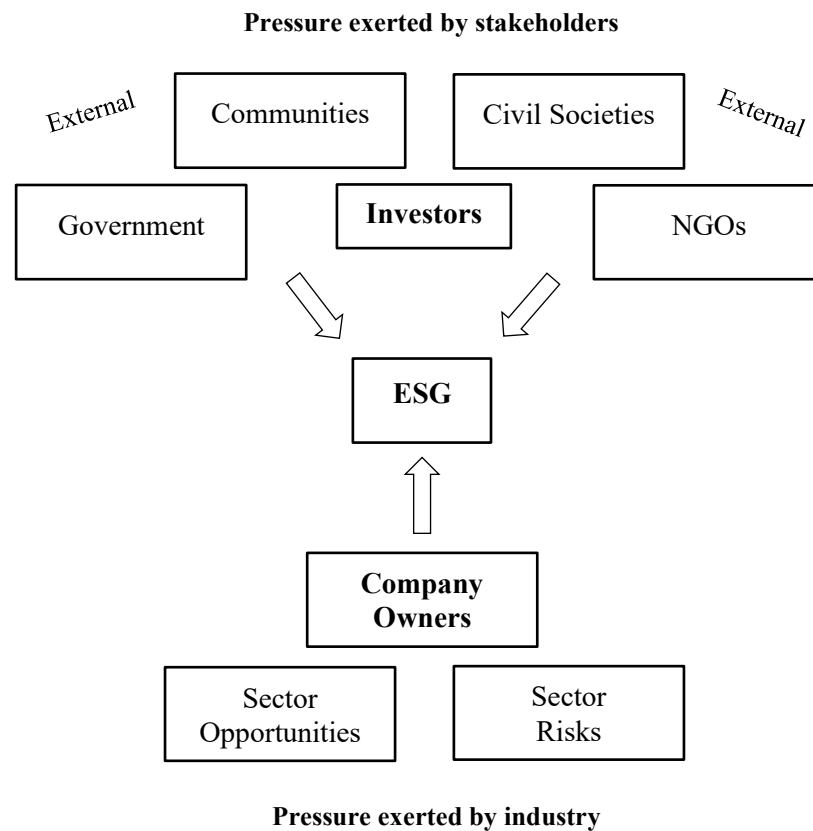 Pressure exerted by stakeholders
External
Communities
Civil Societies
External
Government
Investors
NGOs
ESG
Company
Owners
Sector
Opportunities
Sector
Risks
Pressure exerted by industry